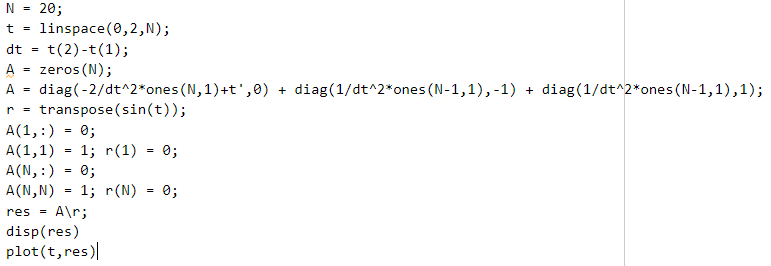 N = 20;
t = linspace(0,2,N);
dt = t(2)-t(1);
A = zeros(N);
A = diag(-2/dt^2*ones(N,1)+t',0) + diag(1/dt^2*ones(N-1,1),-1) + diag(1/dt^2*ones(N-1,1),1);
r = transpose(sin(t));
A(1,:) = 0;
A(1,1) = 1; r(1) = 0;
A(N,:) = 0;
A(N,N) = 1; r(N) = 0;
res = A\r;
disp(res)
plot(t,res)